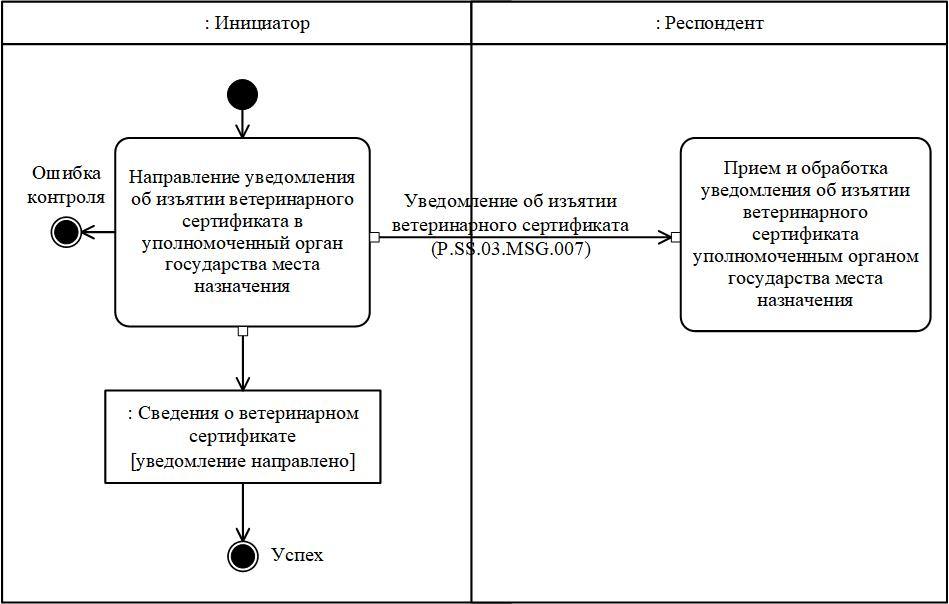 : Инициатор
: Респондент
Ошибка
контроля
Направление уведомления
об изъятии ветеринарного
сертификата в
уполномоченный орган
государства места
назначения
Уведомление об изъятии
ветеринарного сертификата
(P.SS.03.MSG.007)
Прием и обработка
уведомления об изъятии
ветеринарного
сертификата
уполномоченным органом
государства места
назначения
: Сведения о ветеринарном
сертификате
[уведомление направлено]
Успех